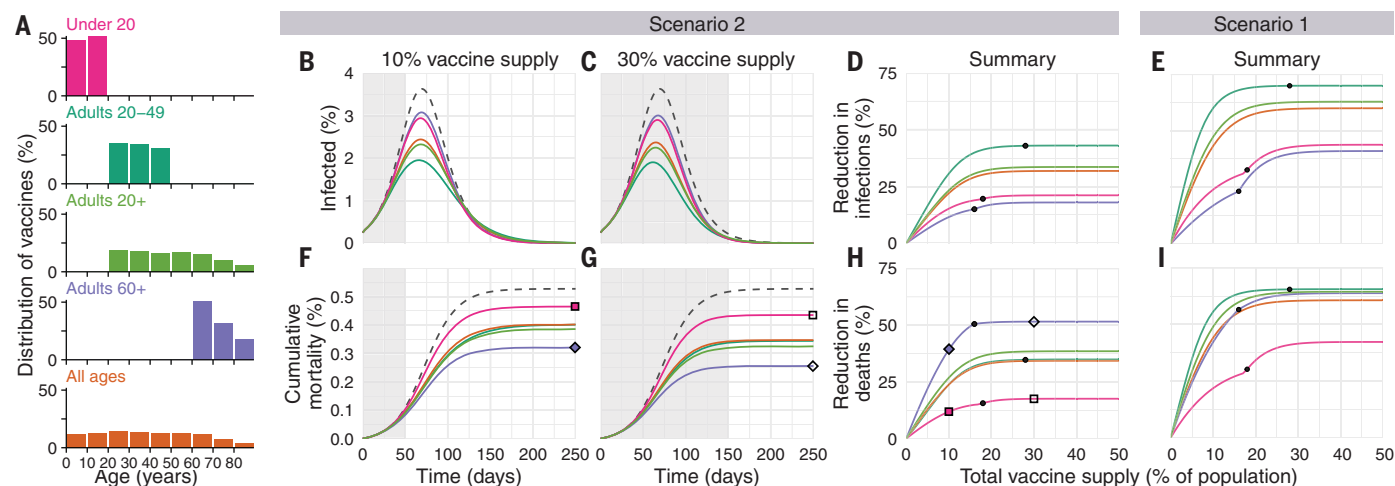 Scenario 2
Scenario 1
A
Under 20
50
0
Adults 20–49
50
0
Adults 20+
50
0
Adults 60+
50
0
All ages
50
0
0 10 20 30 40 50 60 70 80
Age (years)
Distribution of vaccines (%)
B
10% vaccine supply
4
3
2
1
0
Infected (%)
C
30% vaccine supply
D
Summary
75
50
25
0
Reduction in
infections (%)
E
Summary
F
0.5
0.4
0.3
0.2
0.1
0.0
Cumulative
mortality (%)
0 50 100 150 200 250
Time (days)
G
0 50 100 150 200 250
Time (days)
H
75
50
25
0
Reduction in
deaths (%)
0 10 20 30 40 50
I
0 10 20 30 40 50
Total vaccine supply (% of population)